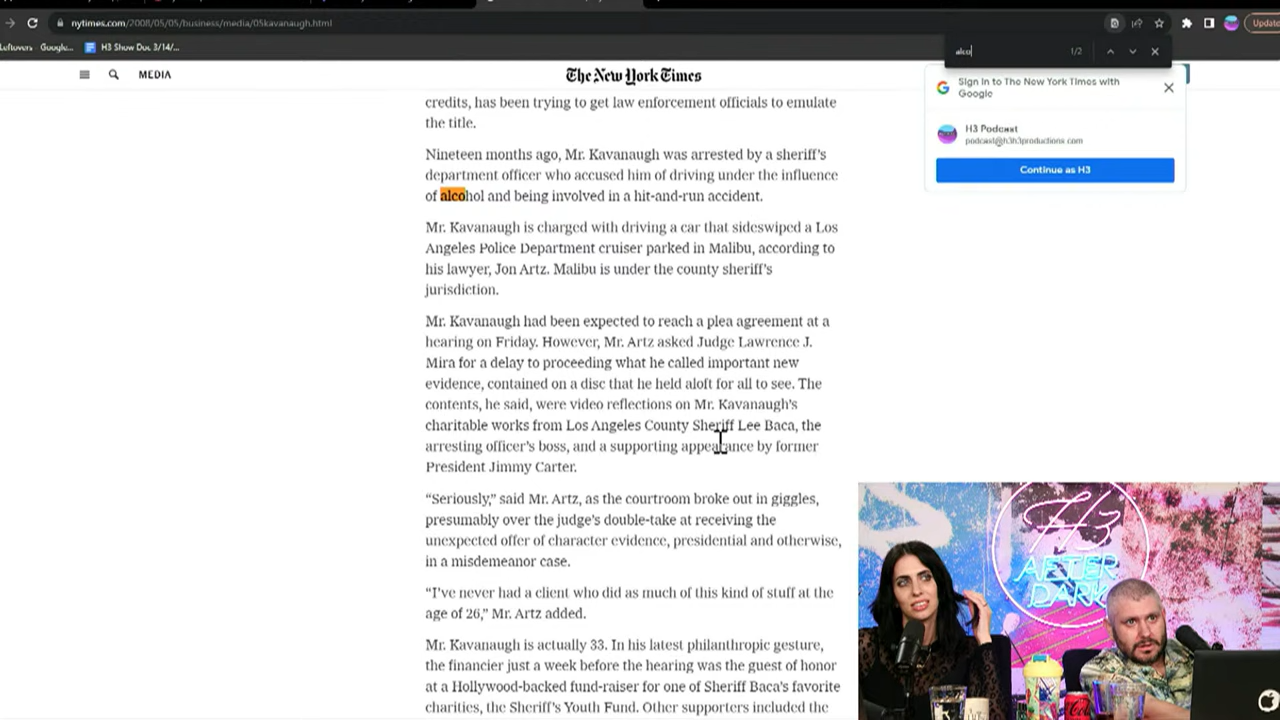 nytimes.com/2008/05/05/business/media/05kavanaugh.html
Update
Leftovers - Google...
H3 Show Doc 3/14/...
alco
1/2
MEDIA
The New York Times
Sign in to The New York Times with
Google
H3 Podcast
podcast@h3h3productions.com
Continue as H3
credits, has been trying to get law enforcement officials to emulate
the title.
Nineteen months ago, Mr. Kavanaugh was arrested by a sheriff's
department officer who accused him of driving under the influence
of alcohol and being involved in a hit-and-run accident.
Mr. Kavanaugh is charged with driving a car that sideswiped a Los
Angeles Police Department cruiser parked in Malibu, according to
his lawyer, Jon Artz. Malibu is under the county sheriff's
jurisdiction.
Mr. Kavanaugh had been expected to reach a plea agreement at a
hearing on Friday. However, Mr. Artz asked Judge Lawrence J.
Mira for a delay to proceeding what he called important new
evidence, contained on a disc that he held aloft for all to see. The
contents, he said, were video reflections on Mr. Kavanaugh's
charitable works from Los Angeles County Sheriff Lee Baca, the
arresting officer's boss, and a supporting appearance by former
President Jimmy Carter.
“Seriously,” said Mr. Artz, as the courtroom broke out in giggles,
presumably over the judge's double-take at receiving the
unexpected offer of character evidence, presidential and otherwise,
in a misdemeanor case.
“I've never had a client who did as much of this kind of stuff at the
age of 26,” Mr. Artz added.
Mr. Kavanaugh is actually 33. In his latest philanthropic gesture,
the financier just a week before the hearing was the guest of honor
at a Hollywood-backed fund-raiser for one of Sheriff Baca's favorite
charities, the Sheriff's Youth Fund. Other supporters included the
H3
AFTER
DARK